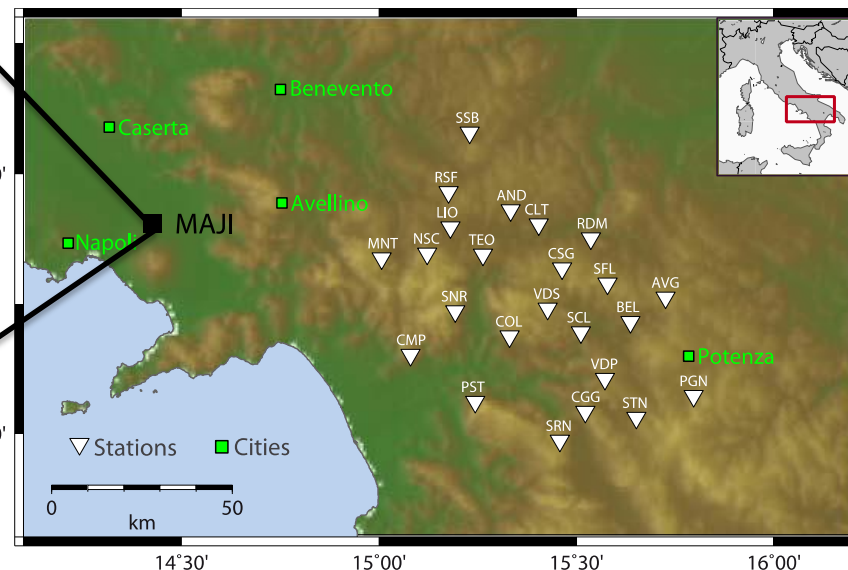 Benevento
SSB
Caserta
RSF
AND
Avellino
LIO
CLT
MAJI
RDM
Napoli
MNT
NSC
TEO
CSG
SFL
AVG
SNR
VDS
BEL
COL
SCL
CMP
Potenza
VDP
PST
PGN
CGG
STN
SRN
Stations
Cities
0
50
km
14°30'
15°00'
15°30'
16°00'